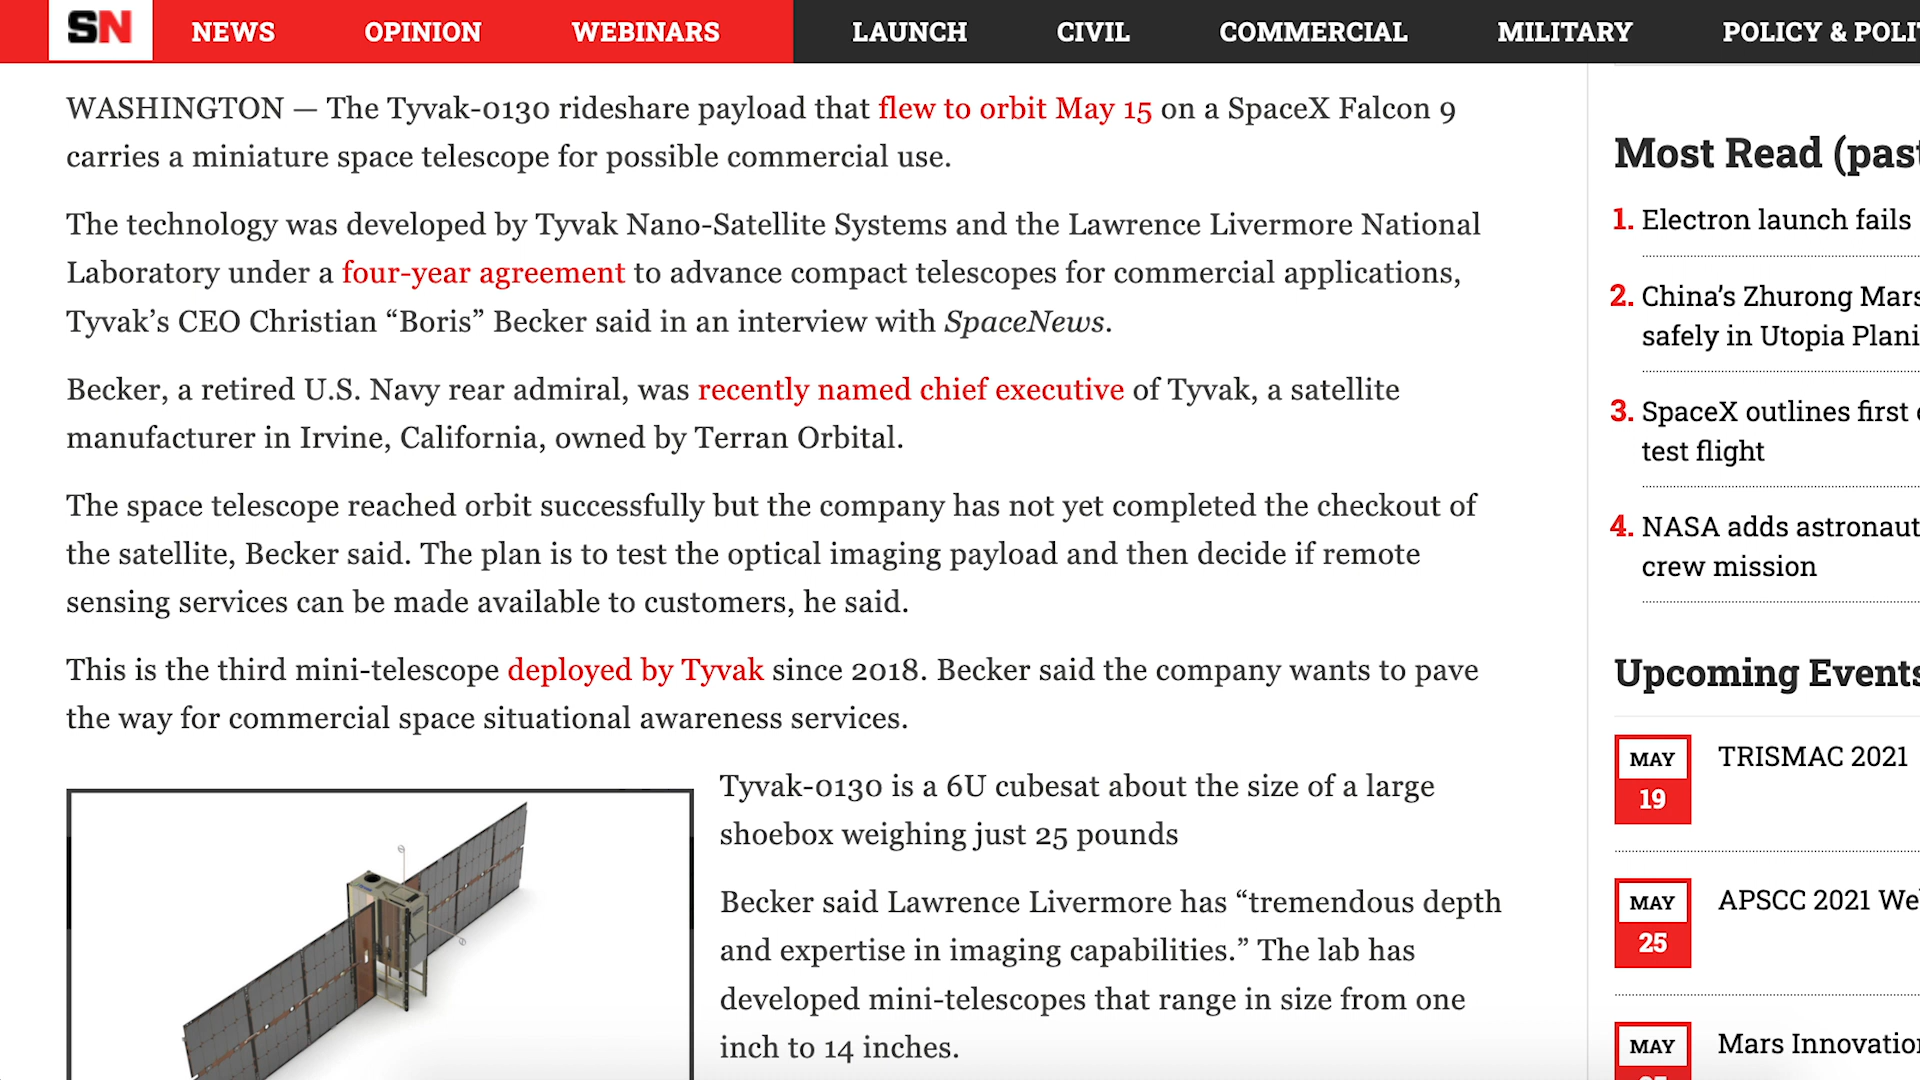 SN NEWS OPINION WEBINARS LAUNCH CIVIL COMMERCIAL MILITARY POLICY &
WASHINGTON — The Tyvak-0130 rideshare payload that flew to orbit May 15 on a SpaceX Falcon 9
carries a miniature space telescope for possible commercial use.
The technology was developed by Tyvak Nano-Satellite Systems and the Lawrence Livermore National
Laboratory under a four-year agreement to advance compact telescopes for commercial applications,
Tyvak’s CEO Christian “Boris” Becker said in an interview with SpaceNews.
Becker, a retired U.S. Navy rear admiral, was recently named chief executive of Tyvak, a satellite
manufacturer in Irvine, California, owned by Terran Orbital.
The space telescope reached orbit successfully but the company has not yet completed the checkout of
the satellite, Becker said. The plan is to test the optical imaging payload and then decide if remote
sensing services can be made available to customers, he said.
This is the third mini-telescope deployed by Tyvak since 2018. Becker said the company wants to pave
the way for commercial space situational awareness services.
Tyvak-0130 is a 6U cubesat about the size of a large
shoebox weighing just 25 pounds
Becker said Lawrence Livermore has “tremendous depth
and expertise in imaging capabilities.” The lab has
developed mini-telescopes that range in size from one
inch to 14 inches.
Most Read (past
1. Electron launch fails
2. China’s Zhurong Mars
safely in Utopia
3. SpaceX outlines first
test flight
4. NASA adds astronaut
crew mission
Upcoming Events
MAY
19
TRISMAC 2021
MAY
25
APSCC 2021
MAY
Mars